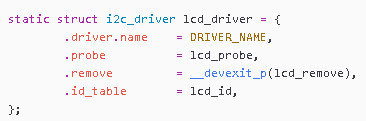 static struct i2c_driver lcd_driver = {
        .driver.name    = DRIVER_NAME,
        .probe          = lcd_probe,
        .remove         = __devexit_p(lcd_remove),
        .id_table       = lcd_id,
};